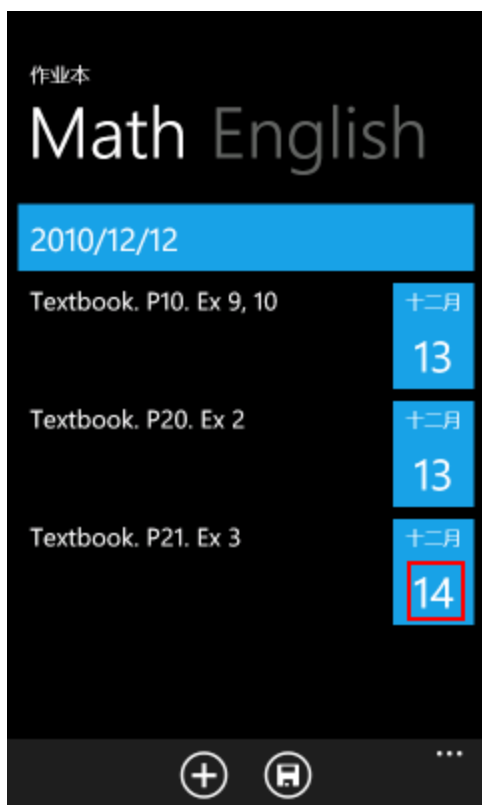 作业本
Math English
2010/12/12
Textbook. P10. Ex 9, 10
十二月
13
Textbook. P20. Ex 2
十二月
13
Textbook. P21. Ex 3
十二月
14